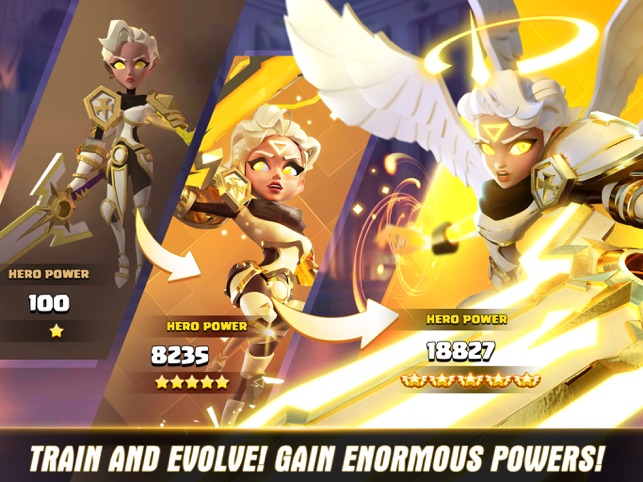 HERO POWER
100
HERO POWER
8235
HERO POWER
18827
TRAIN AND EVOLVE! GAIN ENORMOUS POWERS!